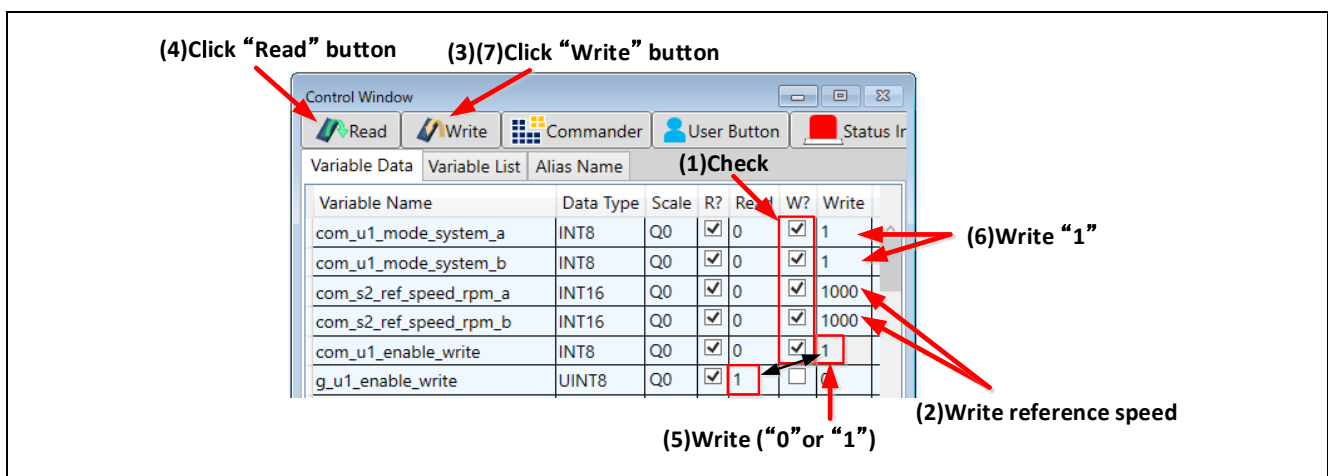 (4)Click “Read” button
(3)(7)Click “Write” button
Control Window
Read Write Commander User Button Status Ir
Variable Data Variable List Alias Name
(1)Check
Variable Name Data Type Scale R? Read W? Write
com_u1_mode_system_a INT8 Q0 0 1
(6)Write “1”
com_u1_mode_system_b INT8 Q0 0 1
com_s2_ref_speed_rpm_a INT16 Q0 0 1000
com_s2_ref_speed_rpm_b INT16 Q0 0 1000
com_u1_enable_write INT8 Q0 0 1
g_u1_enable_write UINT8 Q0 1 0
(2)Write reference speed
(5)Write (“0”or “1”)